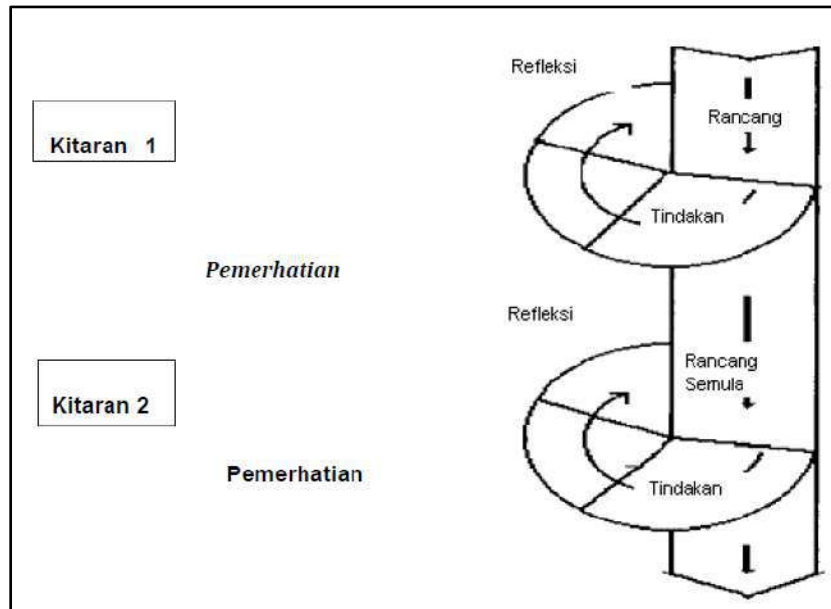 Refleksi
Rancang
Kitaran 1
Tindakan
Pemerhatian
Refleksi
Rancang
Semula
Kitaran 2
Pemerhatian
Tindakan